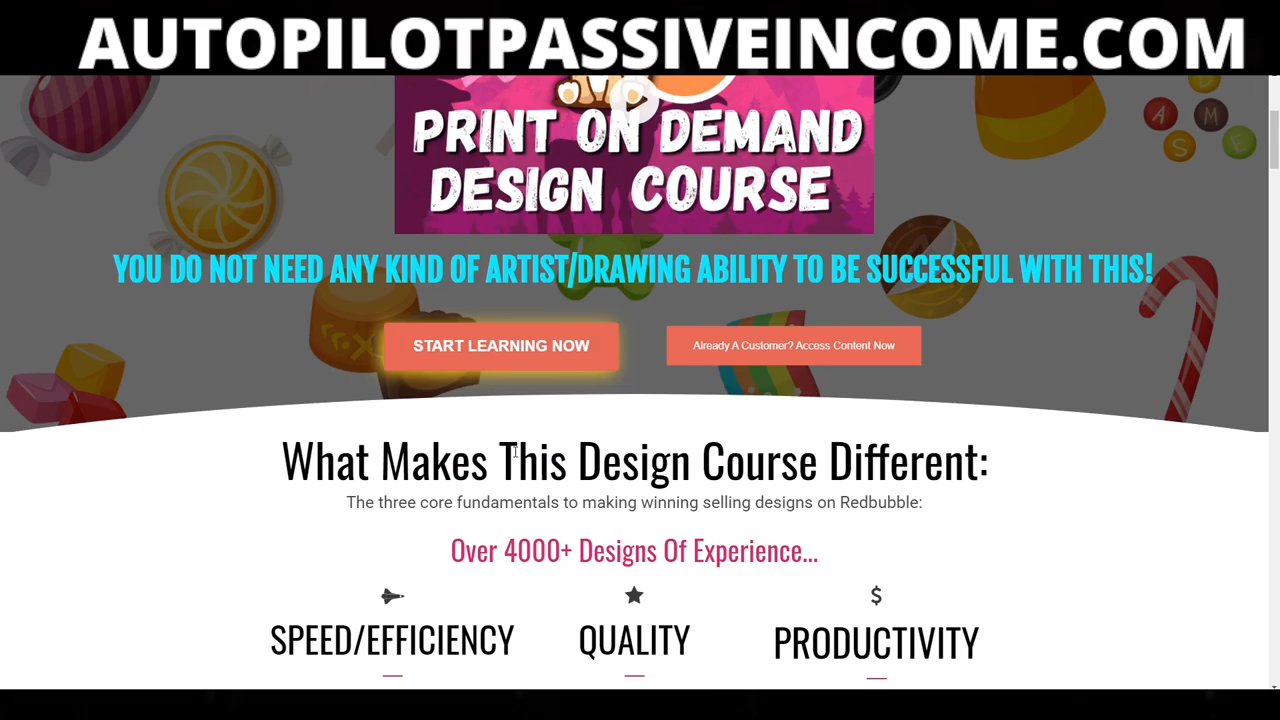 AUTOPILOTPASSIVEINCOME.COM
PRINT ON DEMAND
DESIGN COURSE
A
M
S
E
YOU DO NOT NEED ANY KIND OF ARTIST/DRAWING ABILITY TO BE SUCCESSFUL WITH THIS!
START LEARNING NOW
Already A Customer? Access Content Now
What Makes This Design Course Different:
The three core fundamentals to making winning selling designs on Redbubble:
Over 4000+ Designs Of Experience...
SPEED/EFFICIENCY
QUALITY
PRODUCTIVITY